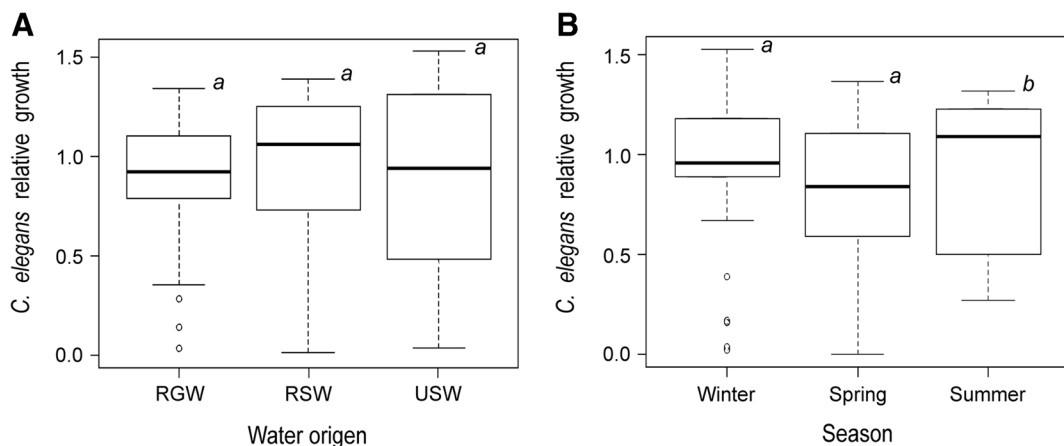 A
C. elegans relative growth
1.5
1.0
0.5
0.0
a
a
a
RGW
RSW
USW
Water origen
B
C. elegans relative growth
1.5
1.0
0.5
0.0
a
a
b
Winter
Spring
Summer
Season